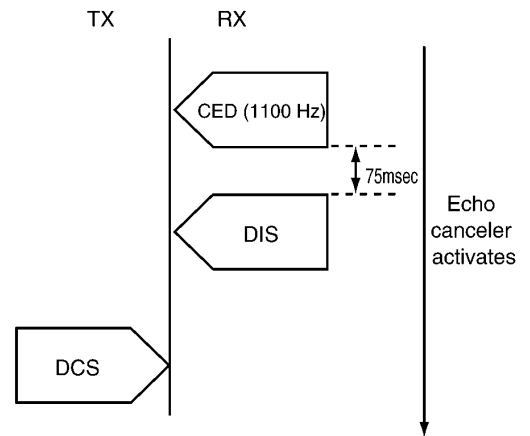 TX RX
CED (1100 Hz)
75msec
DIS
Echo
canceler
activates
DCS